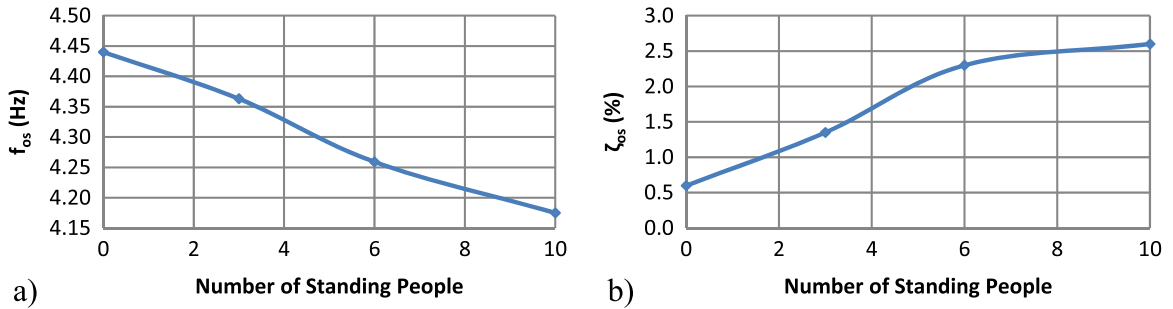 4.50
4.45
4.40
4.35
4.30
4.25
4.20
4.15
f_os (Hz)
0 2 4 6 8 10
Number of Standing People
a)
3.0
2.5
2.0
1.5
1.0
0.5
0.0
ζ_os (%)
0 2 4 6 8 10
Number of Standing People
b)